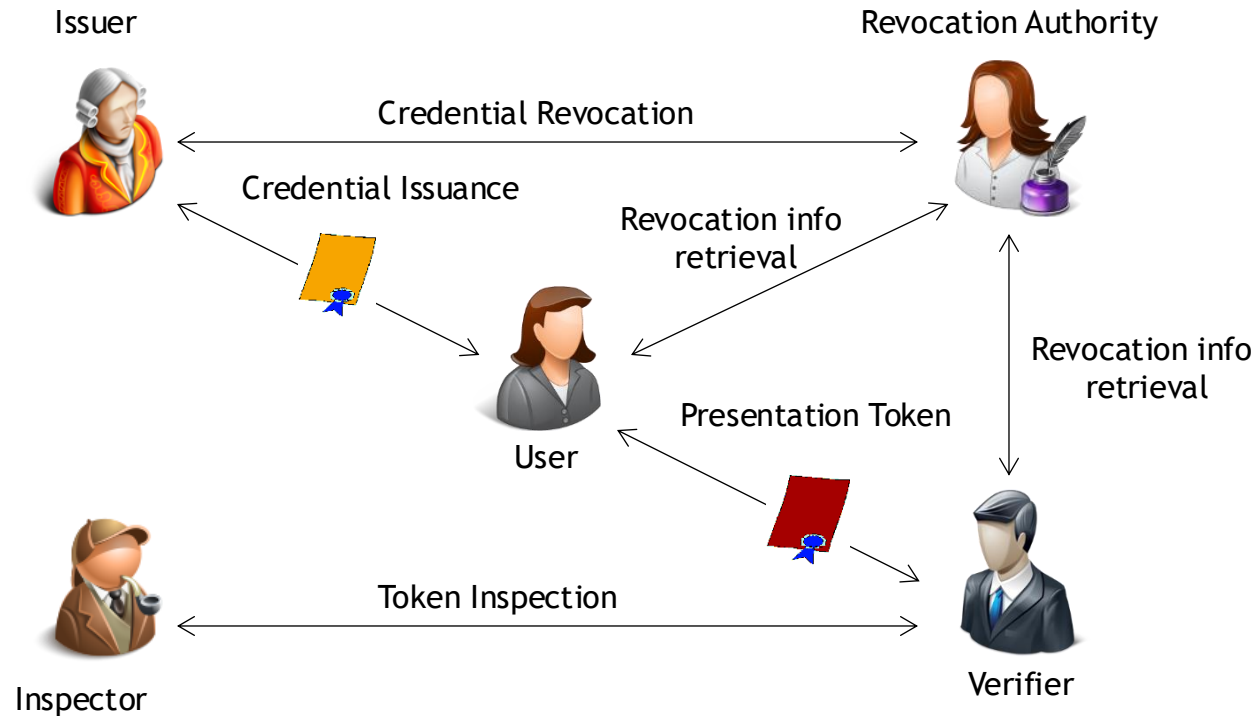 Issuer
Revocation Authority
Credential Revocation
Credential Issuance
Revocation info
retrieval
Revocation info
retrieval
Presentation Token
User
Token Inspection
Verifier
Inspector